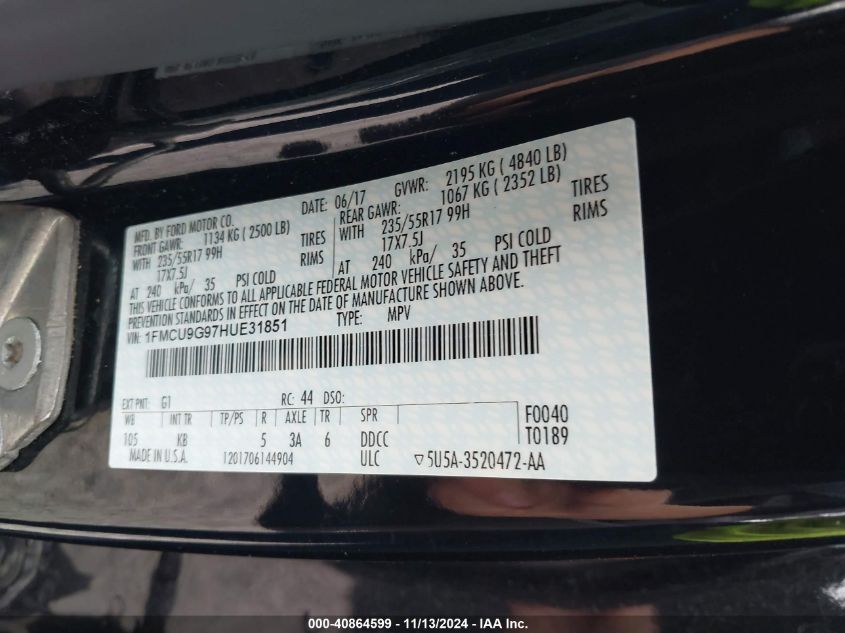 MFD. BY FORD MOTOR CO.
DATE: 06/17 GVWR: 2195 KG ( 4840 LB)
FRONT GAWR: 1134 KG ( 2500 LB) REAR GAWR: 1067 KG ( 2352 LB)
WITH 235/55R17 99H TIRES WITH 235/55R17 99H TIRES
17X7.5J RIMS 17X7.5J RIMS
AT 240 kPa/ 35 PSI COLD AT 240 kPa/ 35 PSI COLD
THIS VEHICLE CONFORMS TO ALL APPLICABLE FEDERAL MOTOR VEHICLE SAFETY AND THEFT
PREVENTION STANDARDS IN EFFECT ON THE DATE OF MANUFACTURE SHOWN ABOVE.
VIN: 1FMCU9G97HUE31851 TYPE: MPV
EXT PNT: G1 RC: 44 DSO:
WB INT TR TP/PS R AXLE TR SPR F0040
105 KB 5 3A 6 DDCC T0189
MADE IN U.S.A. 1201706144904 ULC 5U5A-3520472-AA
000-40864599 - 11/13/2024 - IAAI.COM